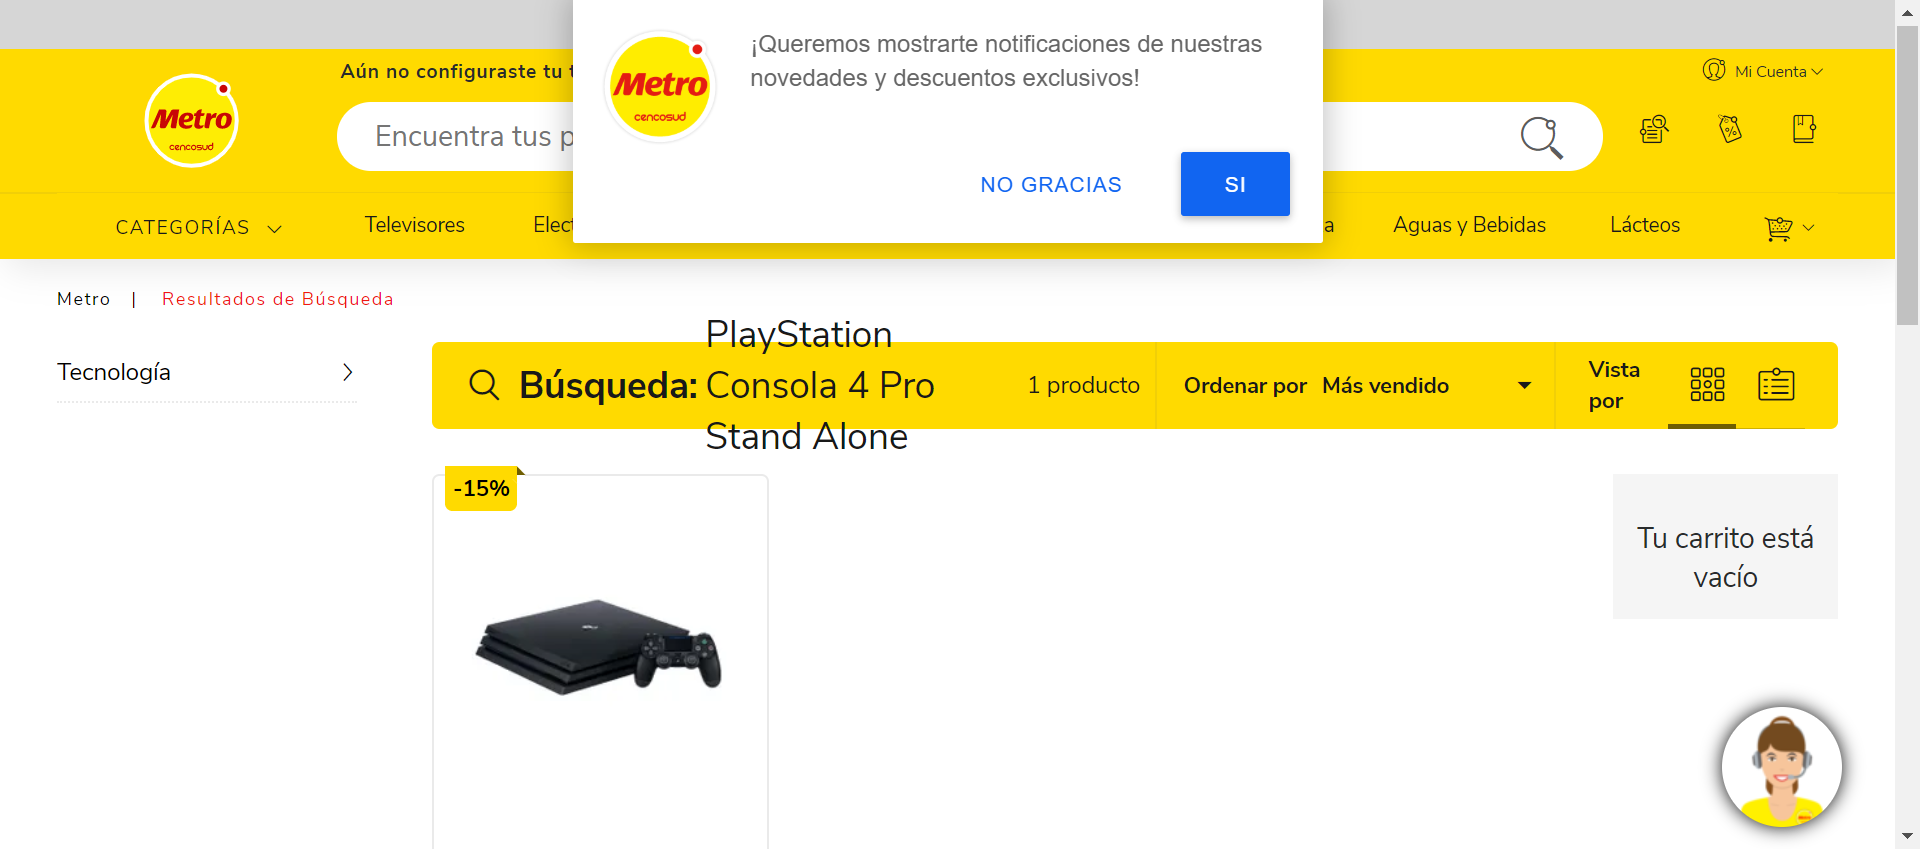 ¡Queremos mostrarte notificaciones de nuestras
novedades y descuentos exclusivos!
NO GRACIAS
SI
Metro
cencosud
Metro
cencosud
Aún no configuraste tu t
Encuentra tus p
Mi Cuenta
CATEGORÍAS
Televisores
Elect
a
Aguas y Bebidas
Lácteos
Metro | Resultados de Búsqueda
Tecnología
Búsqueda:
PlayStation
Consola 4 Pro
Stand Alone
1 producto
Ordenar por Más vendido
Vista
por
-15%
Tu carrito está
vacío